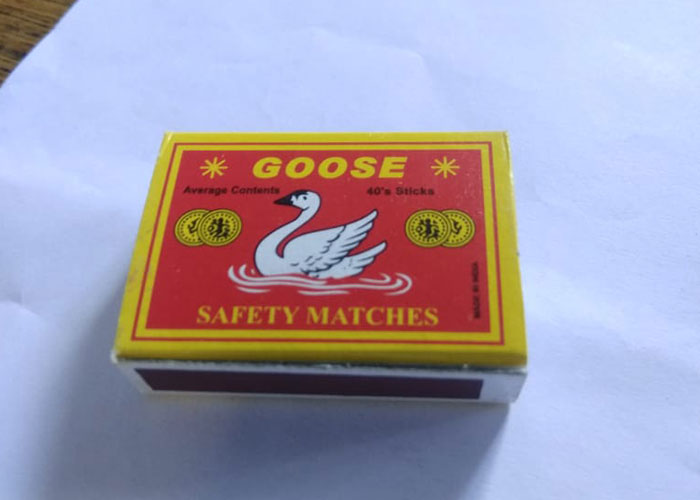 GOOSE
Average Contents 40's Sticks
SAFETY MATCHES
MADE IN INDIA